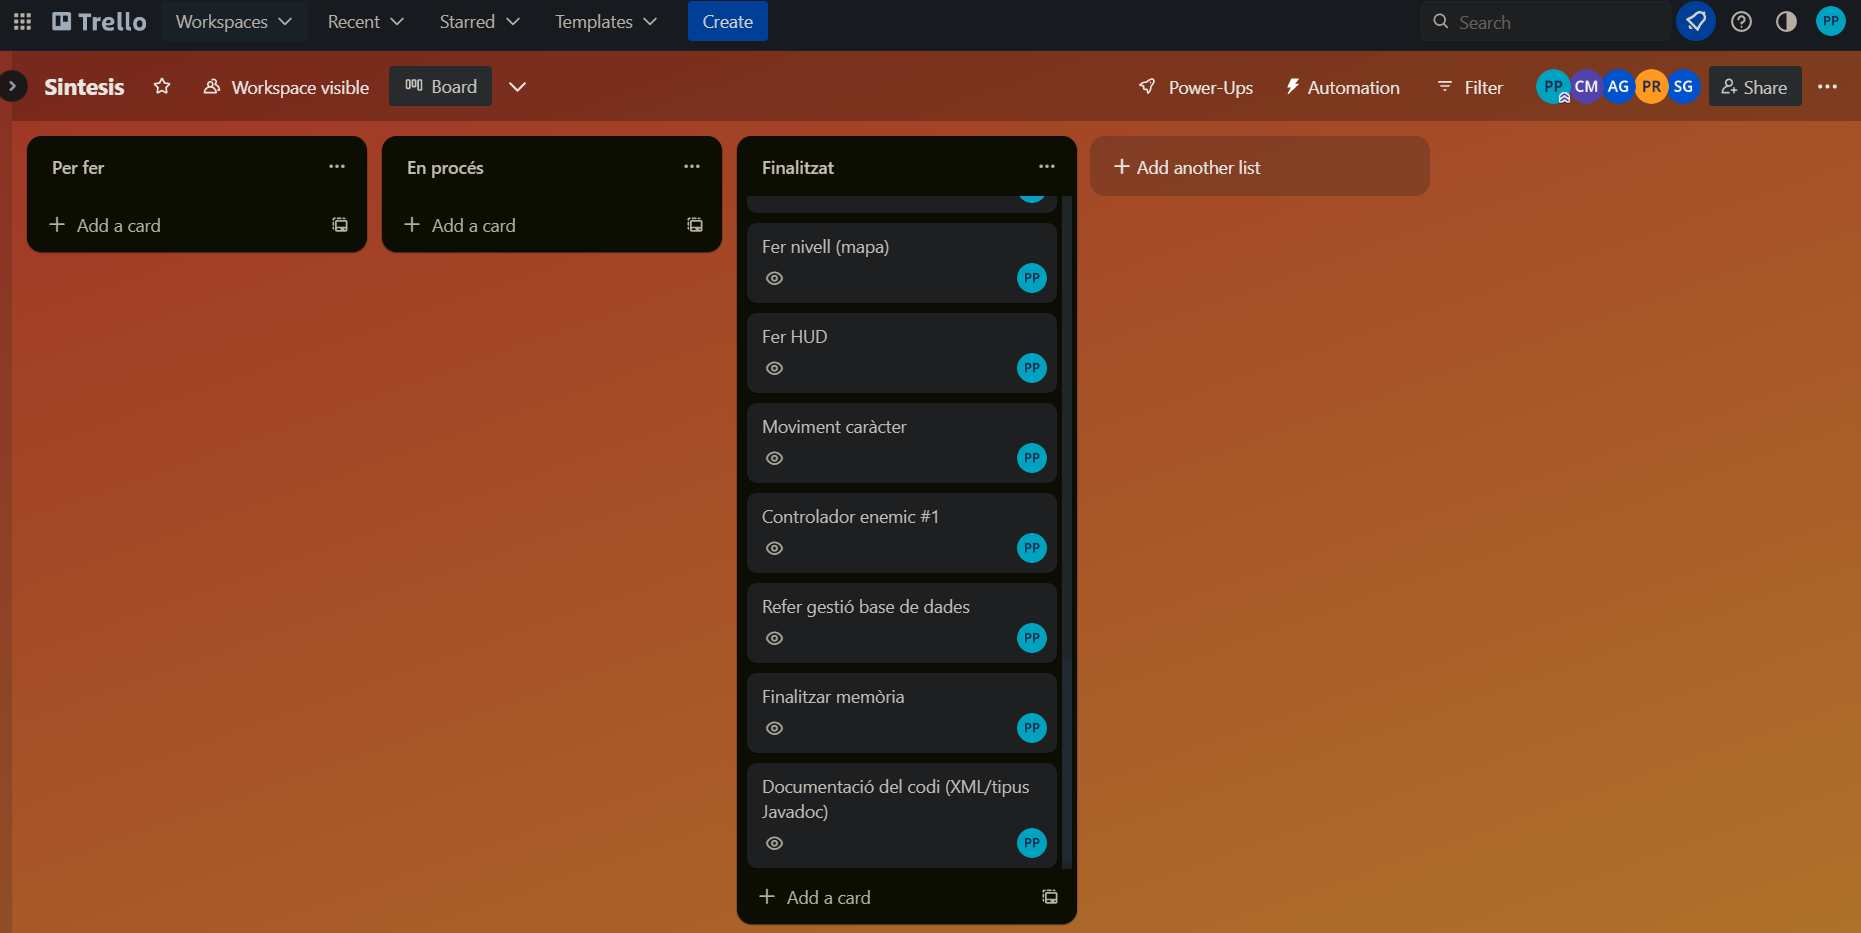 Trello
Workspaces
Recent
Starred
Templates
Create
Search
PP
Sintesis
Workspace visible
Board
Power-Ups
Automation
Filter
PP
CM
AG
PR
SG
Share
Per fer
Add a card
En procés
Add a card
Finalitzat
Fer nivell (mapa)
PP
Fer HUD
PP
Moviment caràcter
PP
Controlador enemic #1
PP
Refer gestió base de dades
PP
Finalitzar memòria
PP
Documentació del codi (XML/tipus
Javadoc)
PP
Add a card
Add another list